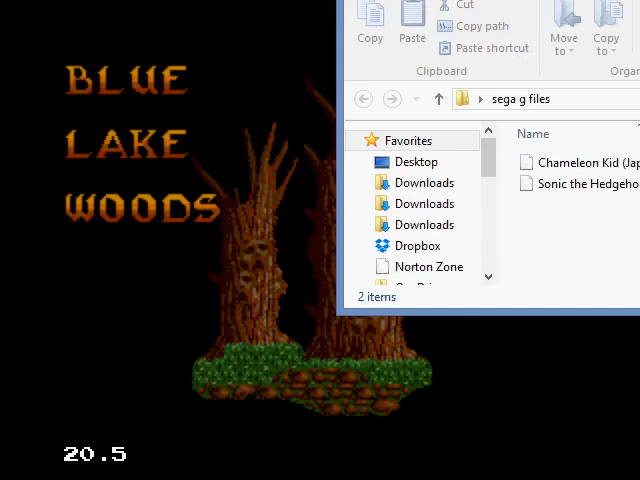 BLUE
LAKE
WOODS
20.5
Copy
Paste
Cut
Copy path
Paste shortcut
Move
to
Copy
to
Clipboard
Organ
sega g files
Favorites
Desktop
Downloads
Downloads
Downloads
Dropbox
Norton Zone
Name
Chameleon Kid (Jap
Sonic the Hedgeho
2 items